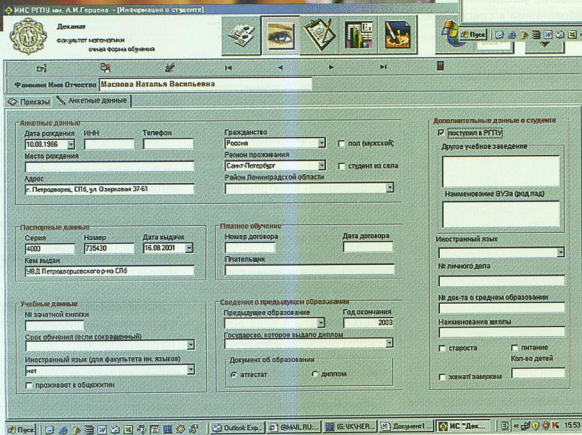 ИИС РГПУ им. А.И.Герцена - [Информация о студенте]
Деканат
факультет математики
очная форма обучения
Пуск
Фамилия Имя Отчество Маслова Наталья Васильевна
Приказы Анкетные данные
Анкетные данные
Дата рождения ИНН Телефон
10.08.1986
Место рождения
Адрес
г. Петродворец, СПб, ул. Озерковая 37-61
Гражданство
Россия
пол (мужской)
Регион проживания
Санкт-Петербург
студент из села
Район Ленинградской области
Дополнительные данные о студенте
поступил в РГПУ
Другое учебное заведение
Наименование ВУЗа (род.пад)
Паспортные данные
Серия Номер Дата выдачи
4000 735430 16.08.2001
Кем выдан
УВД Петродворцового р-на СПб
Платное обучение
Номер договора Дата договора
Плательщик
Иностранный язык
№ личного дела
№ док-та о среднем образовании
Наименование школы
староста питание
Кол-во детей
женат/замужем
Учебные данные
№ зачетной книжки
Срок обучения (если сокращенный)
Иностранный язык (для факультета ин. языков)
нет
проживает в общежитии
Сведения о предыдущем образовании
Предыдущее образование Год окончания
2003
Государство, которое выдало диплом
Документ об образовании
аттестат диплом
Пуск Outlook Exp... @MAIL.RU: ... Документ1 ... ИС "Дек... 15:53